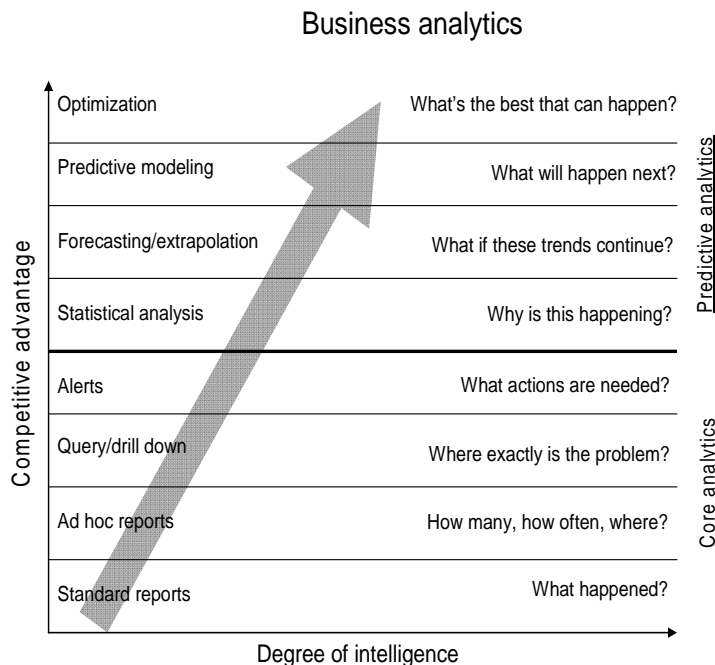 Business analytics
Optimization What's the best that can happen?
Predictive modeling What will happen next?
Forecasting/extrapolation What if these trends continue?
Statistical analysis Why is this happening?
Alerts What actions are needed?
Query/drill down Where exactly is the problem?
Ad hoc reports How many, how often, where?
Standard reports What happened?
Competitive advantage
Degree of intelligence
Predictive analytics
Core analytics